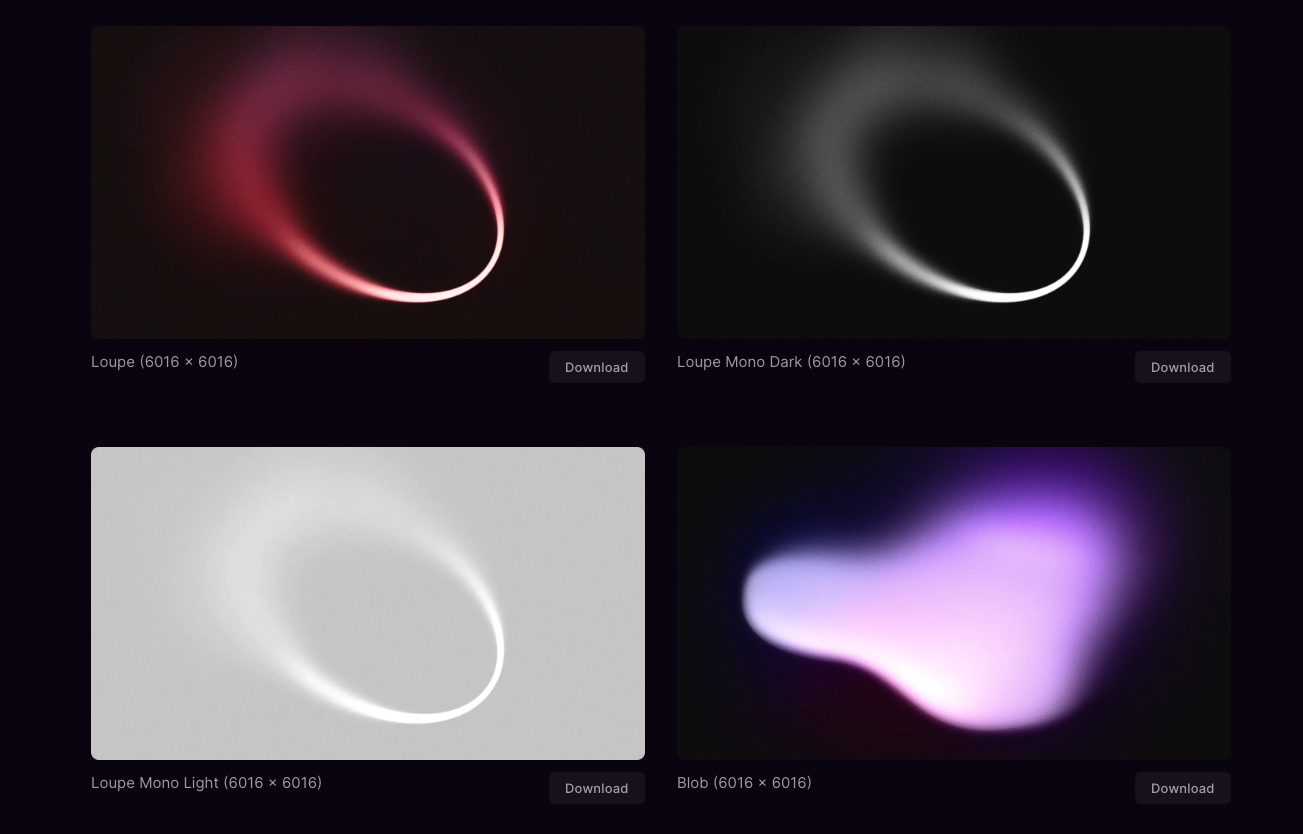 Loupe (6016 × 6016)
Download
Loupe Mono Dark (6016 × 6016)
Download
Loupe Mono Light (6016 × 6016)
Download
Blob (6016 × 6016)
Download